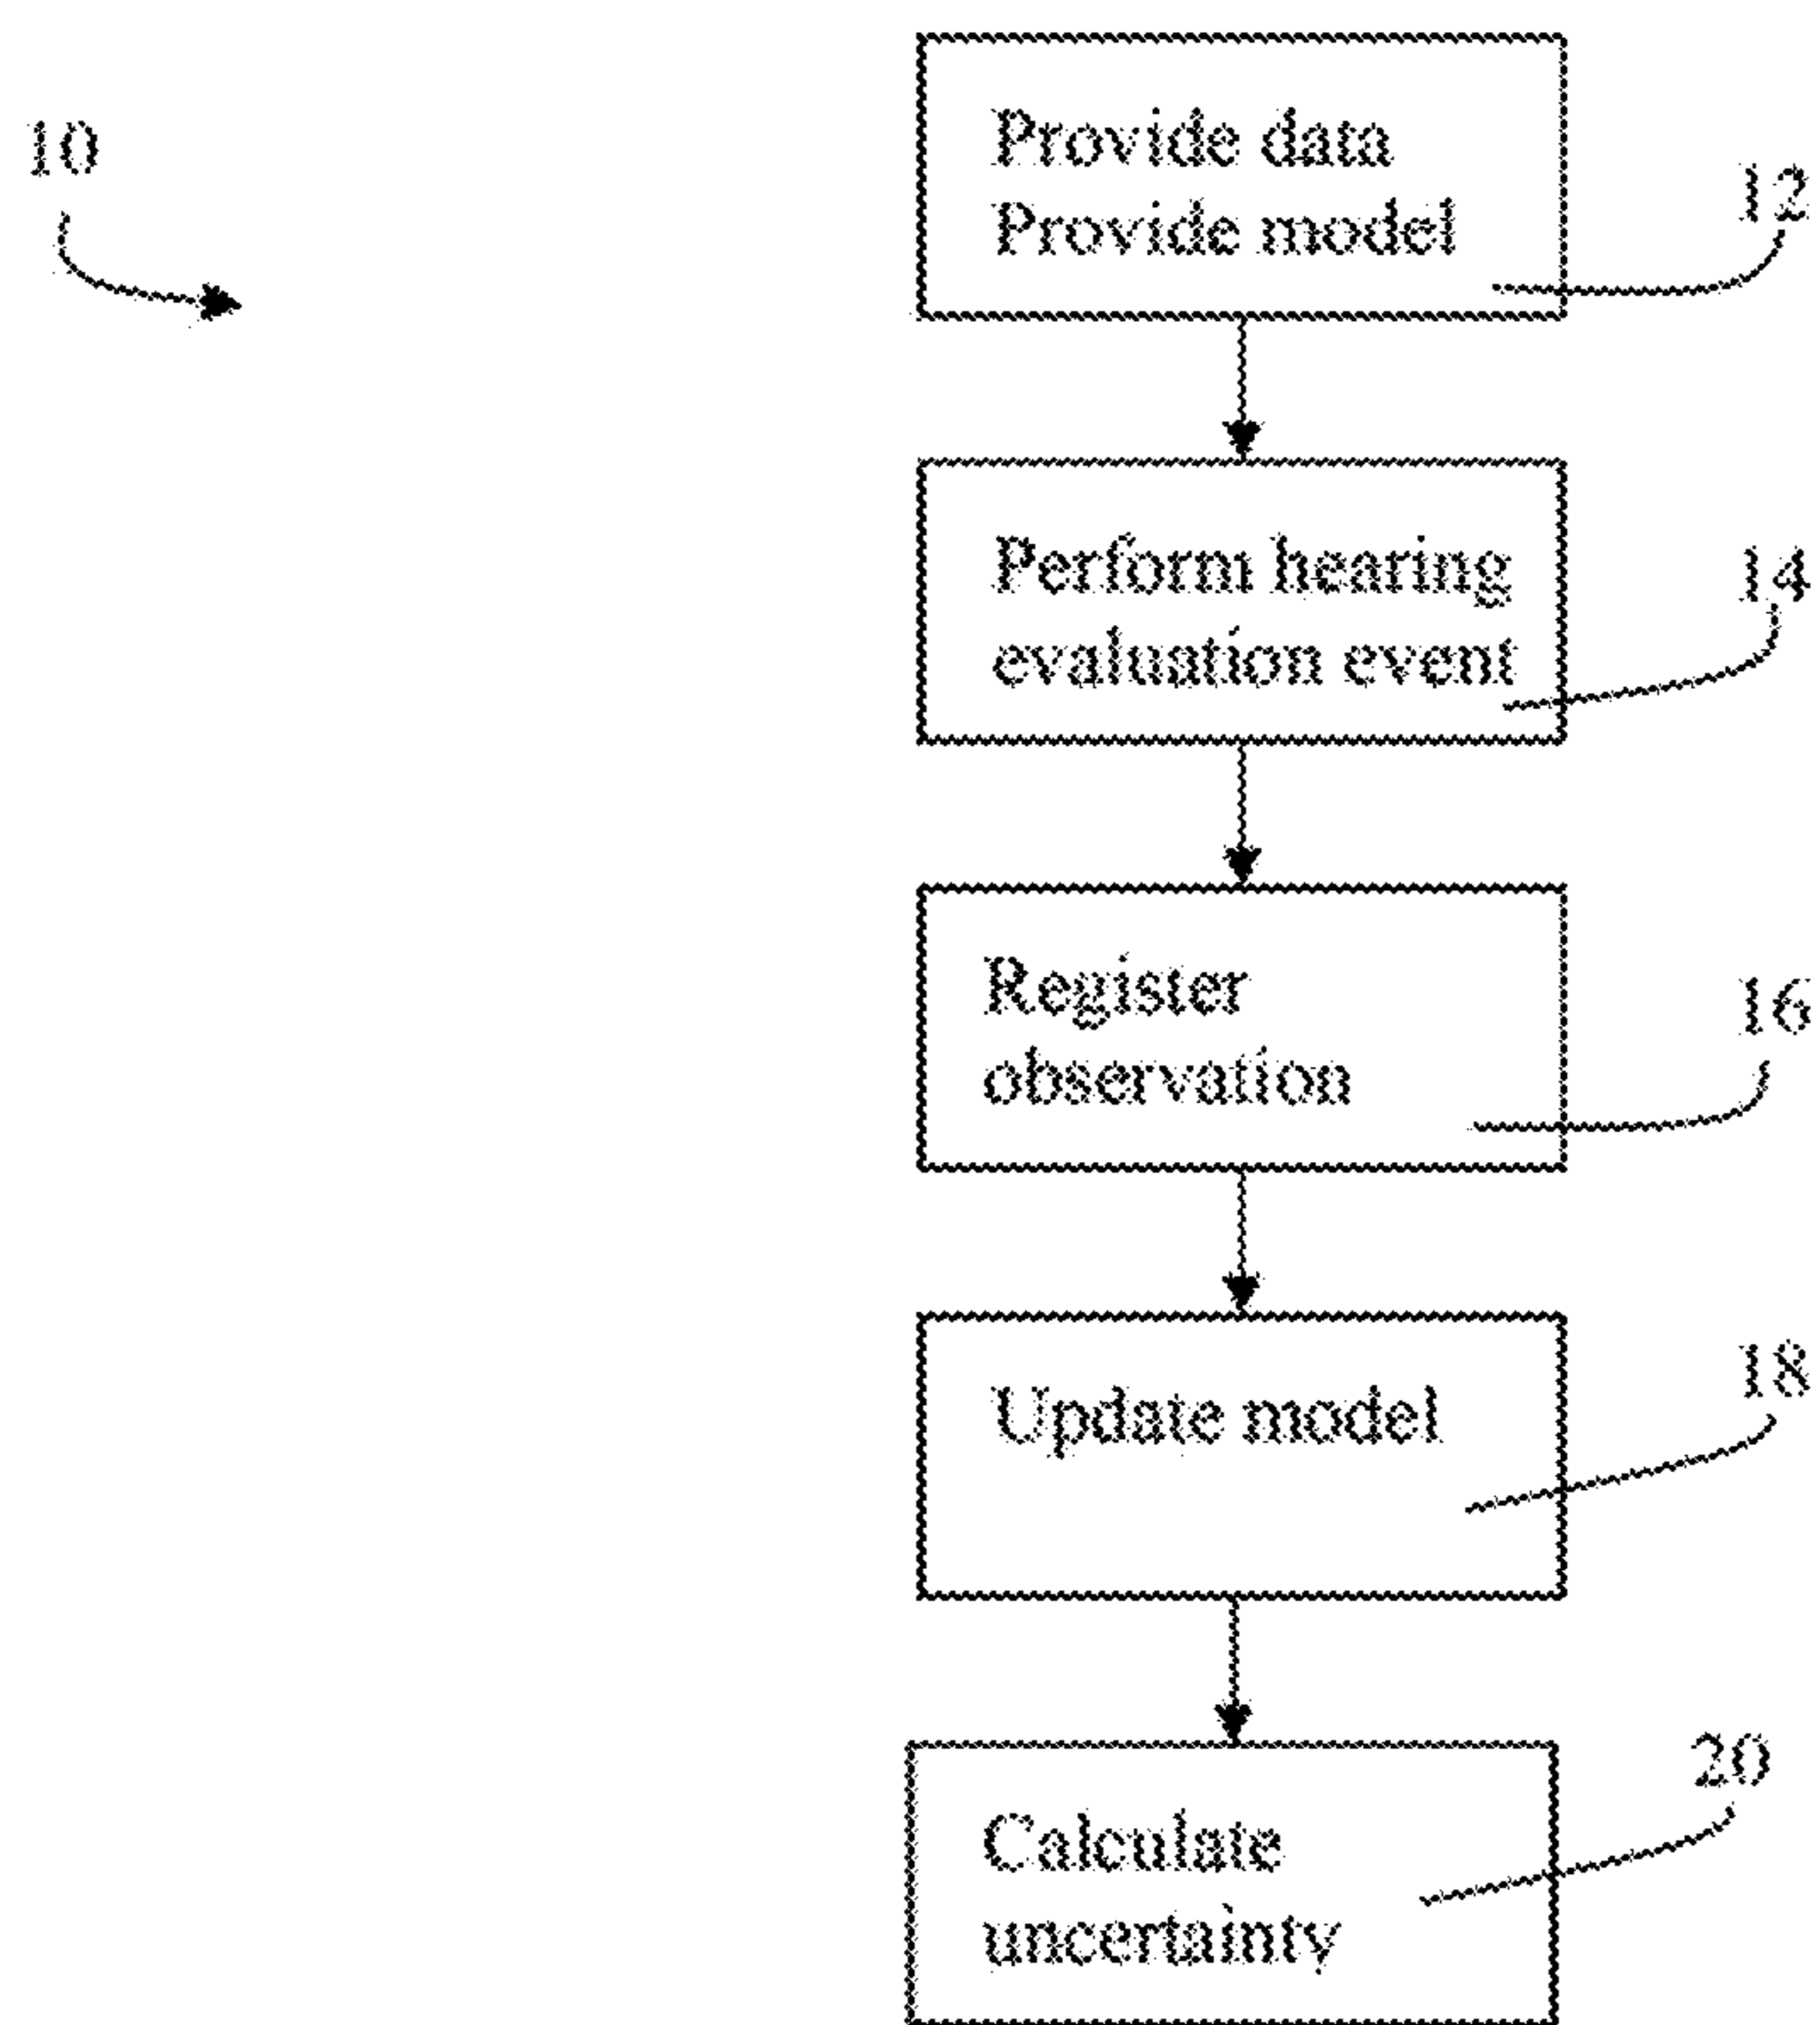 10
Provide data
Provide model
12
Perform hearing
evaluation event
14
Register
observation
16
Update model
18
Calculate
uncertainty
20